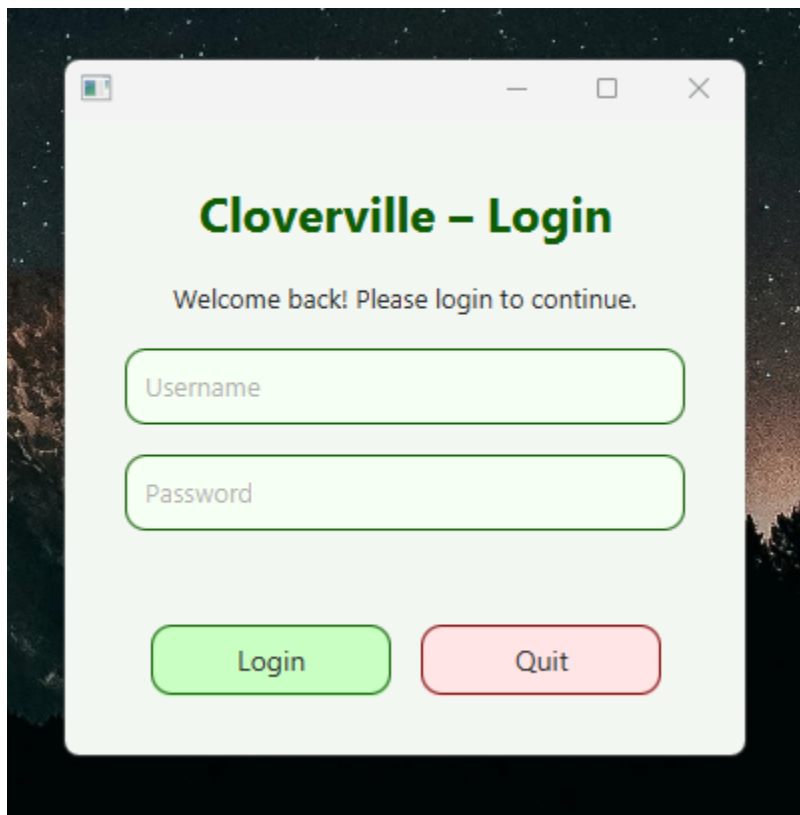 Cloverville – Login
Welcome back! Please login to continue.
Username
Password
Login
Quit